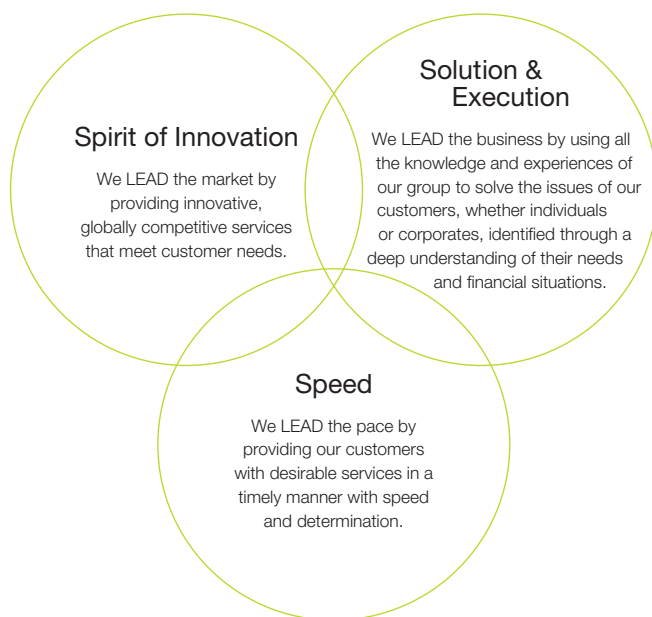 Spirit of Innovation
We LEAD the market by
providing innovative,
globally competitive services
that meet customer needs.
Solution &
Execution
We LEAD the business by using all
the knowledge and experiences of
our group to solve the issues of our
customers, whether individuals
or corporates, identified through a
deep understanding of their needs
and financial situations.
Speed
We LEAD the pace by
providing our customers
with desirable services in a
timely manner with speed
and determination.